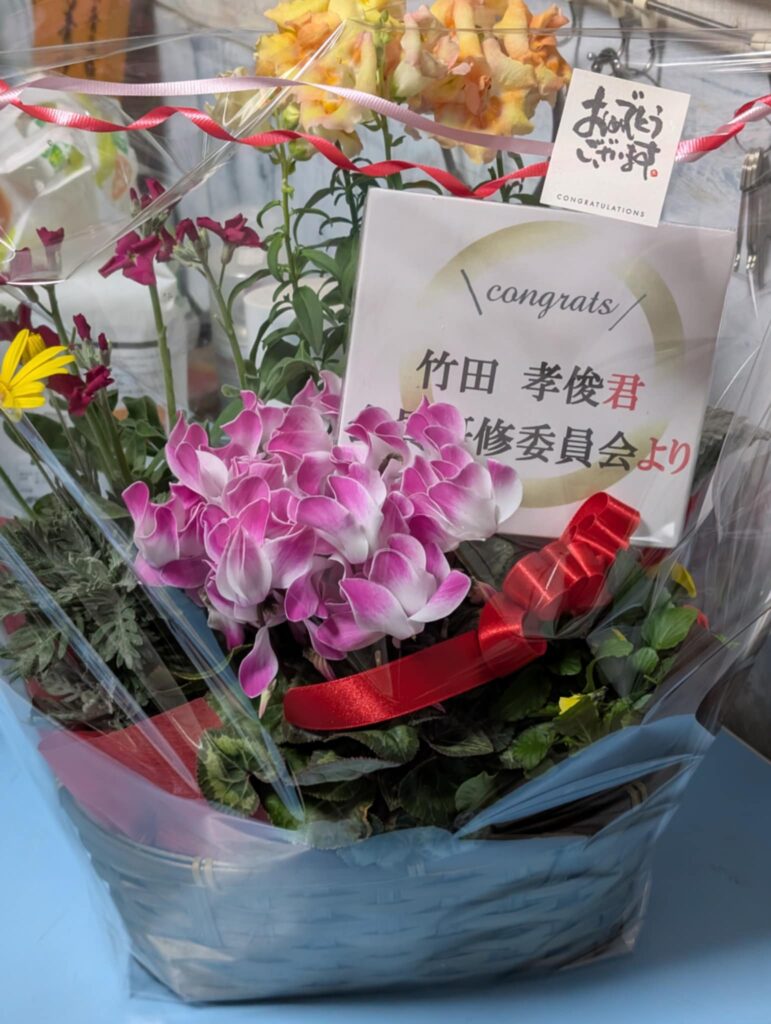 おめでとう
ございます
CONGRATULATIONS
\congrats/
竹田 孝俊君
研修委員会より